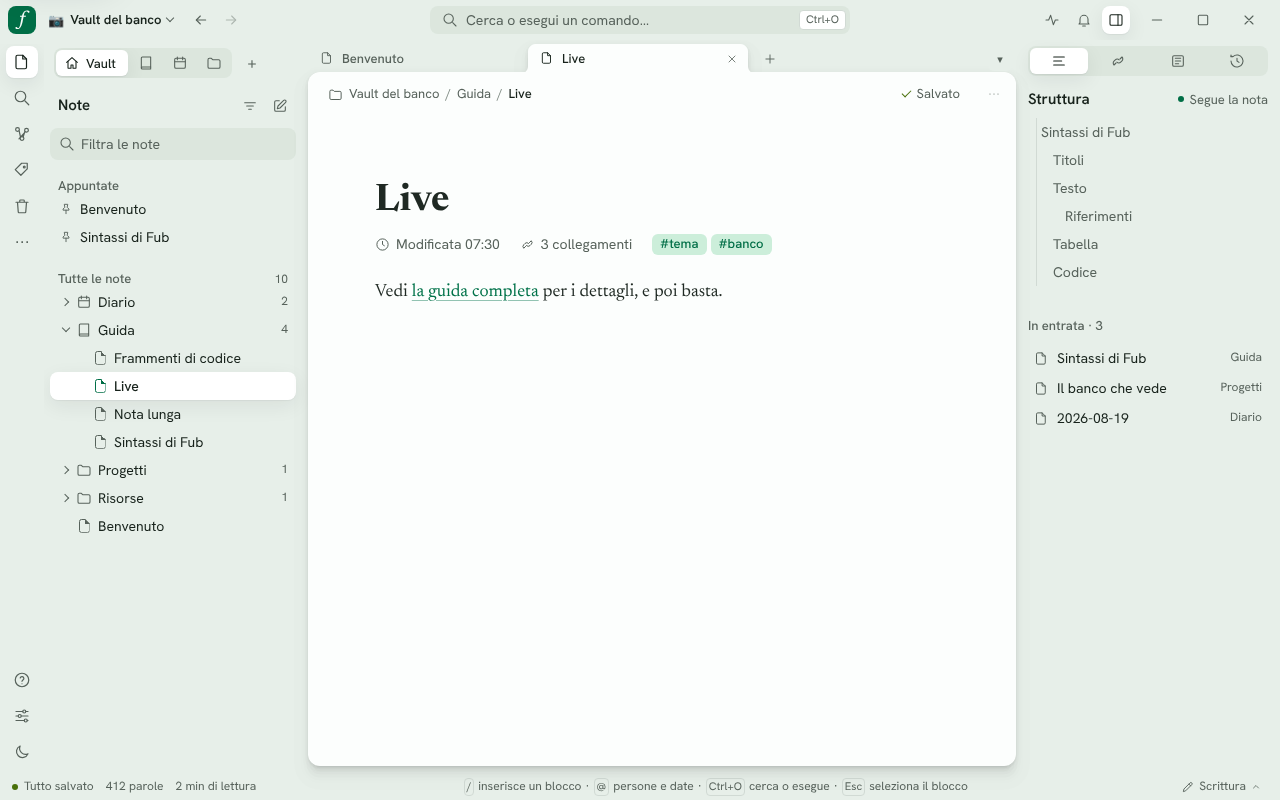 Vault del banco
Cerca o esegui un comando…
Ctrl+O
Vault
Note
Filtra le note
Appuntate
Benvenuto
Sintassi di Fub
Tutte le note 10
Diario 2
Guida 4
Frammenti di codice
Live
Nota lunga
Sintassi di Fub
Progetti 1
Risorse 1
Benvenuto
Benvenuto
Live
Vault del banco / Guida / Live
Salvato
Live
Modificata 07:30
3 collegamenti
#tema
#banco
Vedi la guida completa per i dettagli, e poi basta.
Struttura
Segue la nota
Sintassi di Fub
Titoli
Testo
Riferimenti
Tabella
Codice
In entrata · 3
Sintassi di Fub Guida
Il banco che vede Progetti
2026-08-19 Diario
Tutto salvato
412 parole
2 min di lettura
/ inserisce un blocco · @ persone e date · Ctrl+O cerca o esegue · Esc seleziona il blocco
Scrittura